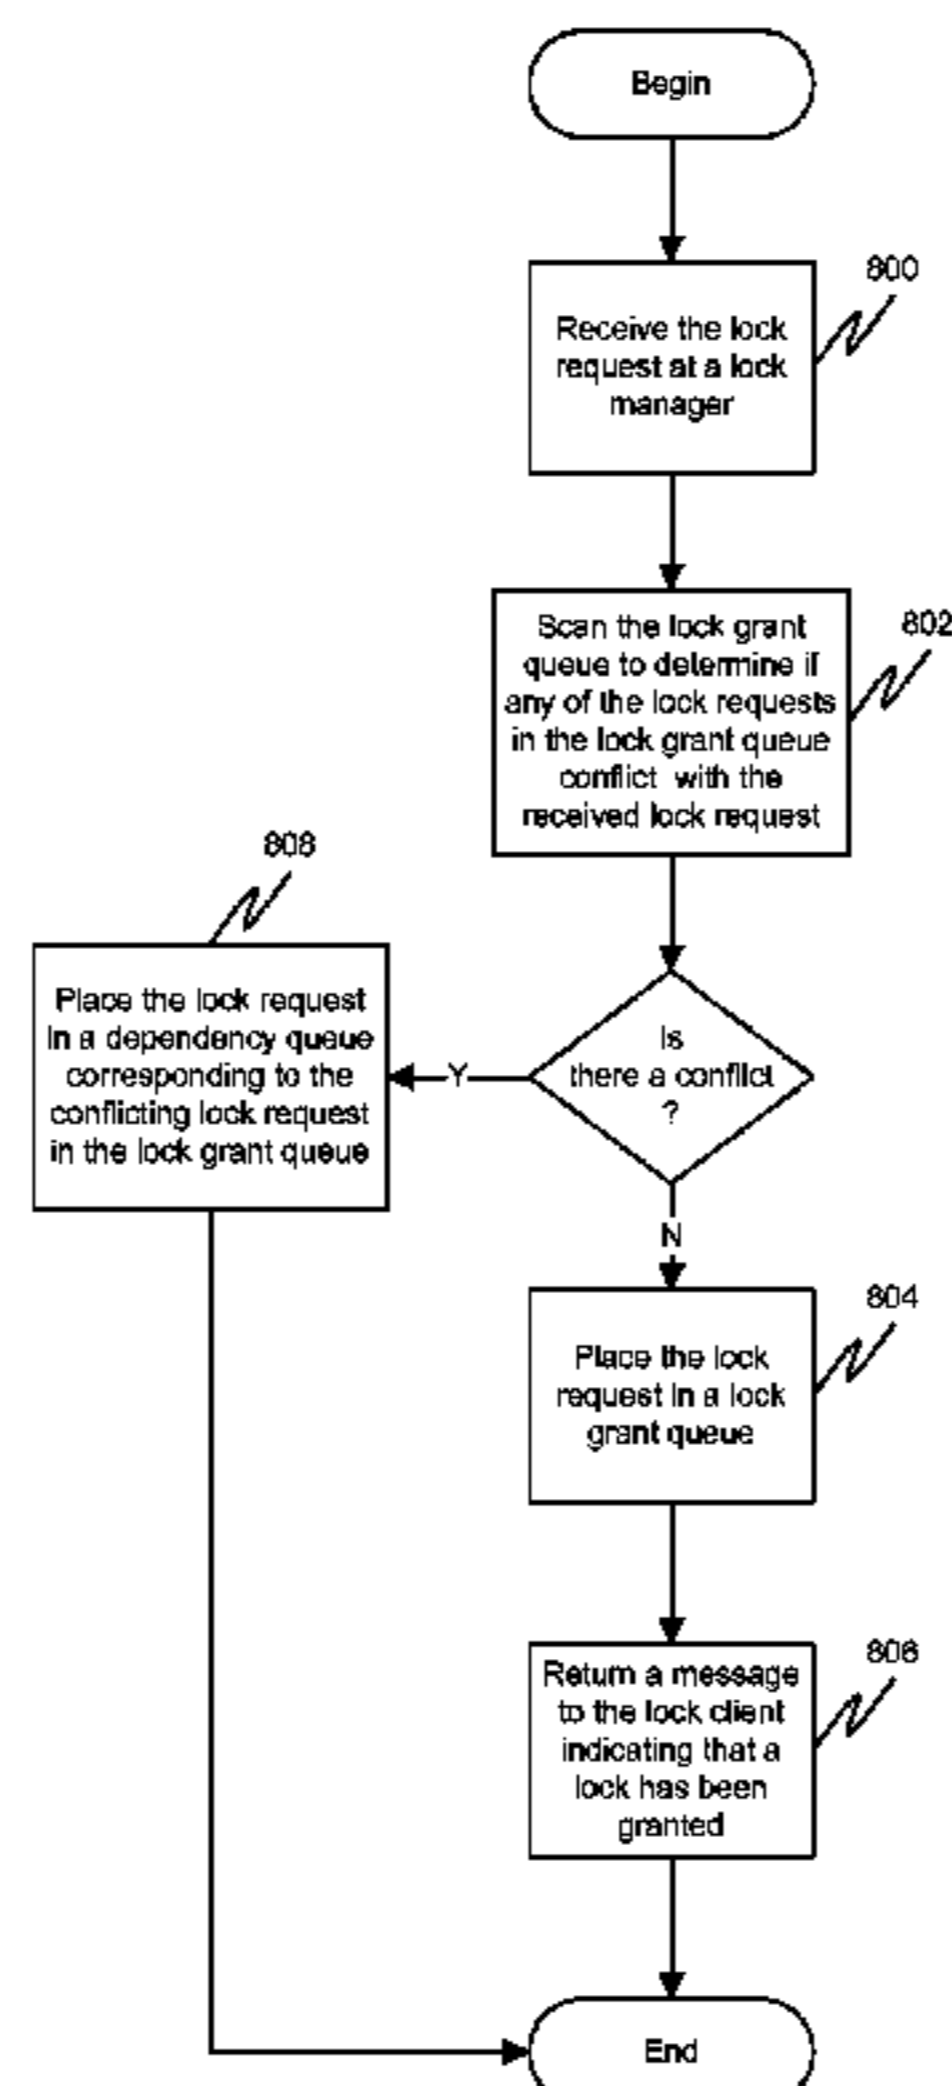 Begin
800
Receive the lock
request at a lock
manager
802
Scan the lock grant
queue to determine if
any of the lock requests
in the lock grant queue
conflict with the
received lock request
808
Place the lock request
in a dependency queue
corresponding to the
conflicting lock request
in the lock grant queue
Y
Is
there a conflict
?
N
804
Place the lock
request in a lock
grant queue
806
Return a message
to the lock client
indicating that a
lock has been
granted
End